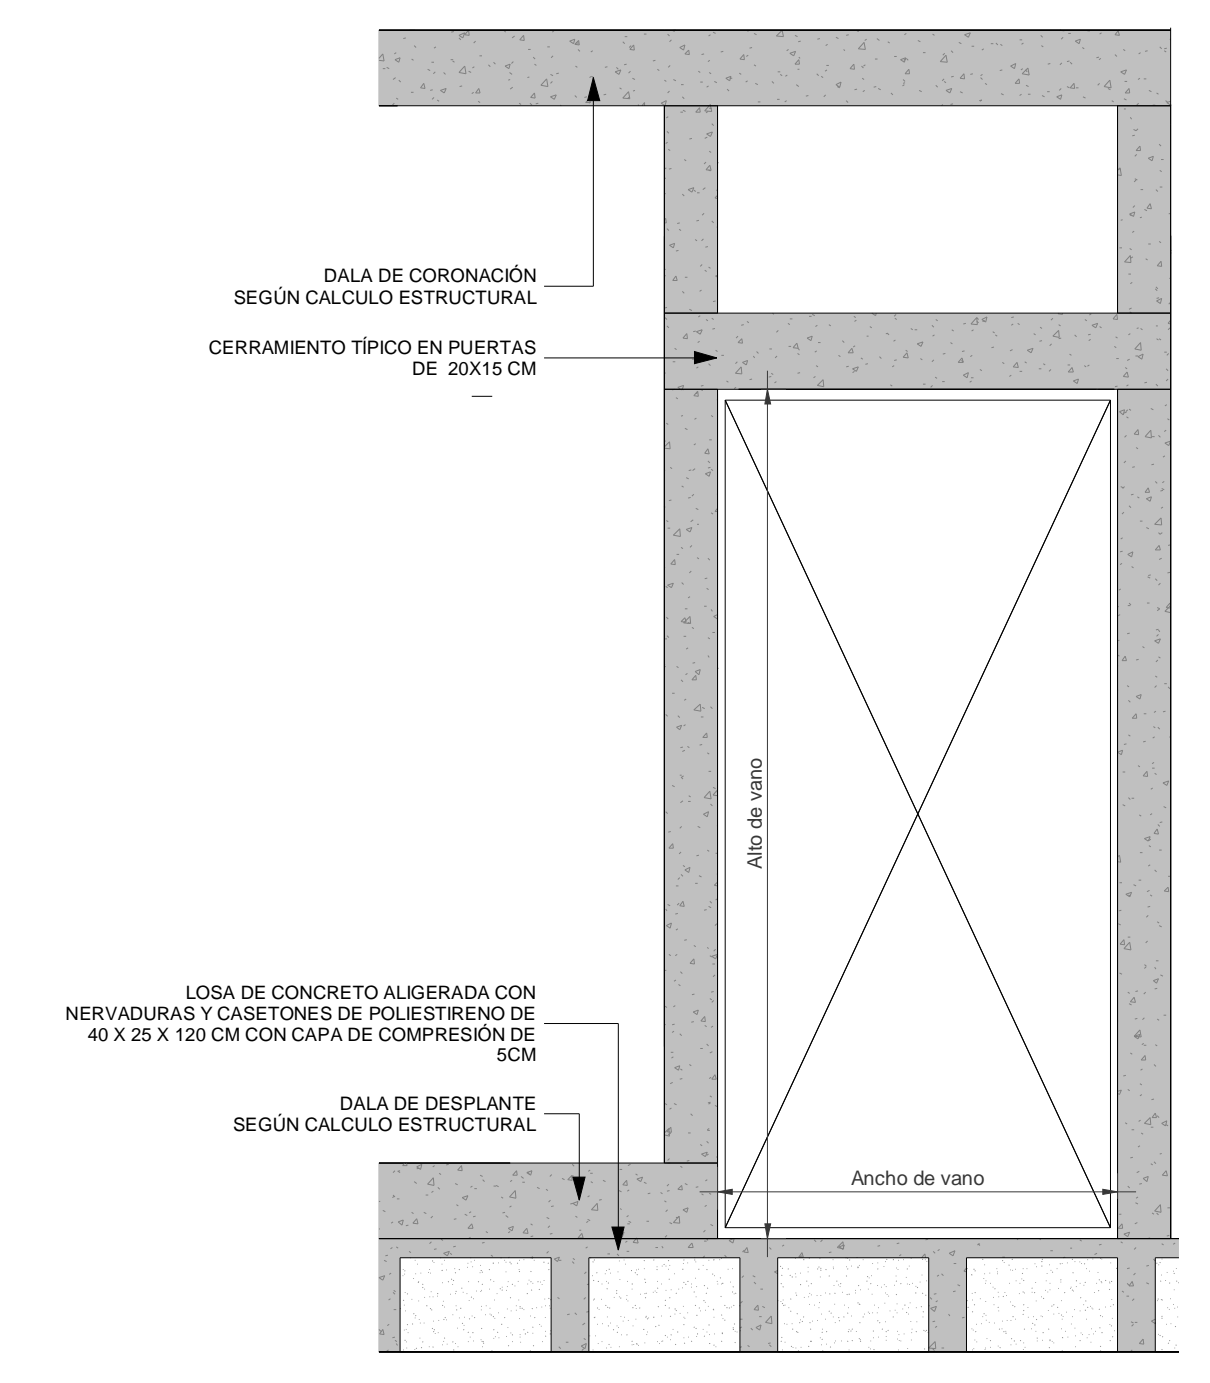 DALA DE CORONACIÓN
SEGÚN CALCULO ESTRUCTURAL
CERRAMIENTO TÍPICO EN PUERTAS
DE  20X15 CM
Alto de vano
LOSA DE CONCRETO ALIGERADA CON
NERVADURAS Y CASETONES DE POLIESTIRENO DE
40 X 25 X 120 CM CON CAPA DE COMPRESIÓN DE
5CM
DALA DE DESPLANTE
SEGÚN CALCULO ESTRUCTURAL
Ancho de vano